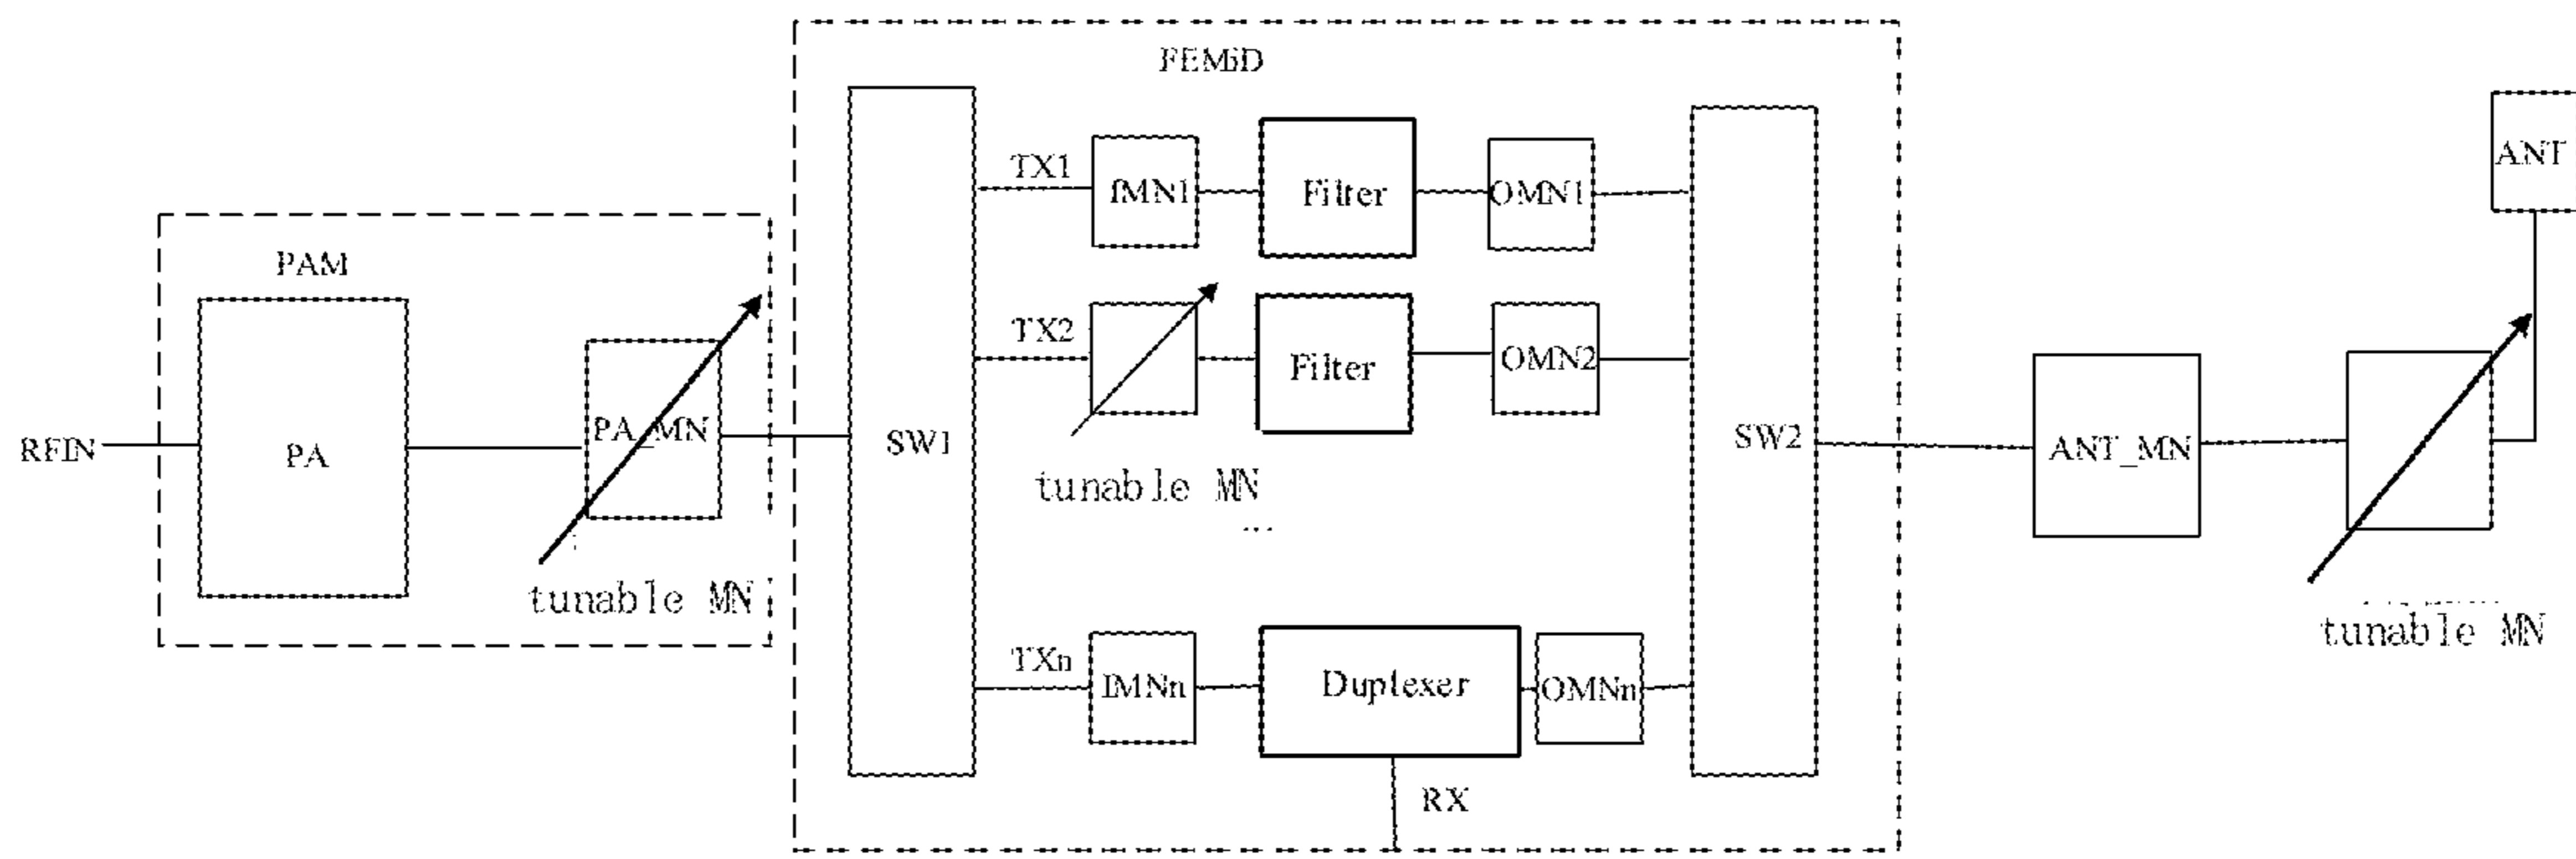 FEMiD
ANT
TX1
IMN1
Filter
OMN1
PAM
TX2
Filter
OMN2
RFIN
PA
PA_MN
SW1
SW2
ANT_MN
tunable MN
...
tunable MN
tunable MN
TXn
IMNn
Duplexer
OMNn
RX